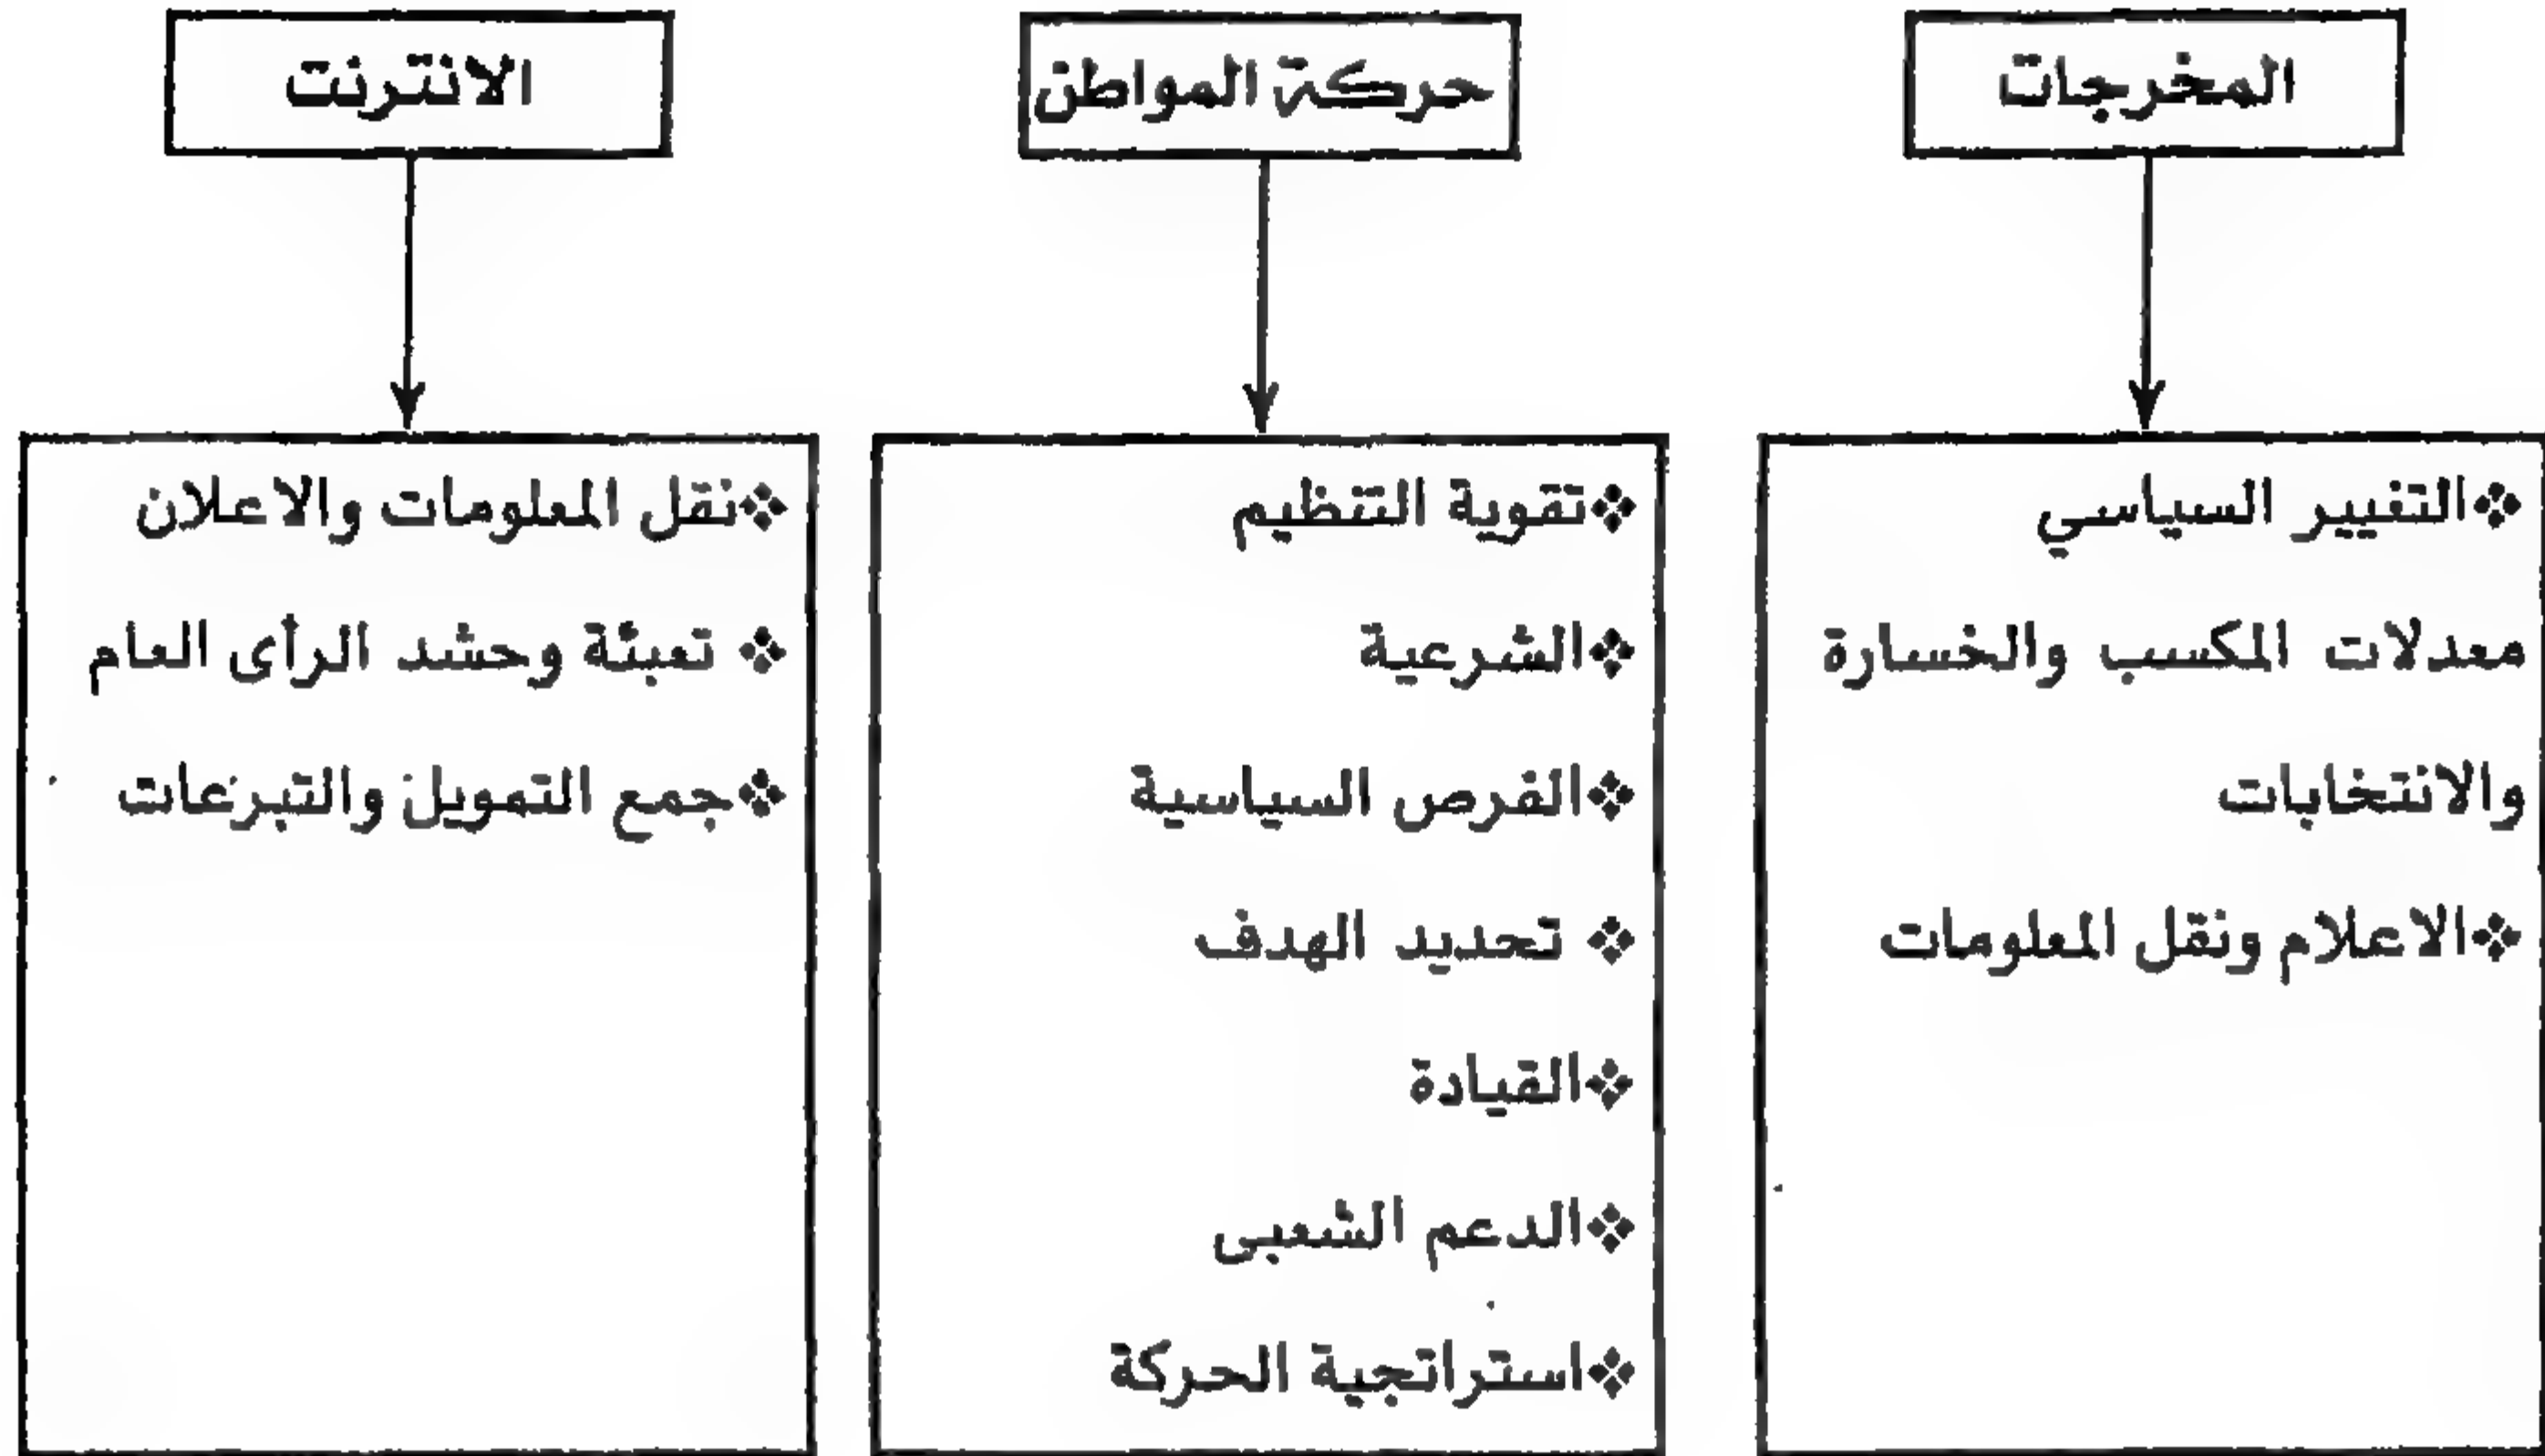 المخرجات
❖التغيير السياسي
معدلات المكسب والخسارة
والانتخابات
❖الاعلام ونقل المعلومات
حركة المواطن
❖تقوية التنظيم
❖الشرعية
❖الفرص السياسية
❖ تحديد الهدف
❖القيادة
❖الدعم الشعبى
❖استراتجية الحركة
الانترنت
❖نقل المعلومات والاعلان
❖ تعبئة وحشد الرأى العام
❖جمع التمويل والتبرعات